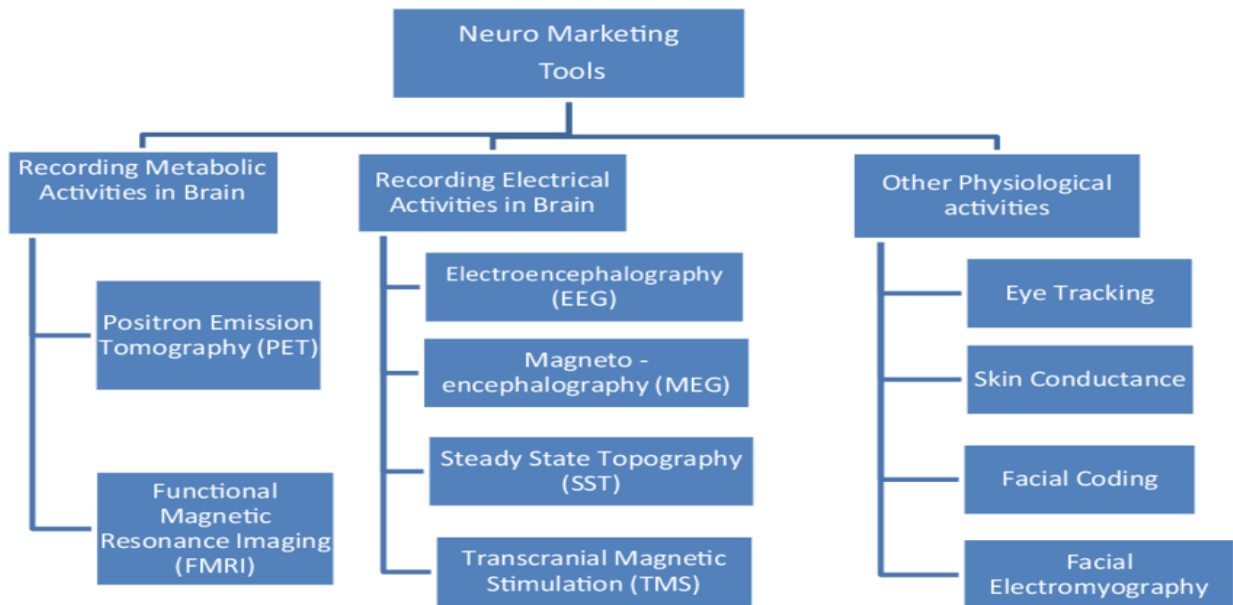 Neuro Marketing
Tools
Recording Metabolic
Activities in Brain
Positron Emission
Tomography (PET)
Functional
Magnetic
Resonance Imaging
(FMRI)
Recording Electrical
Activities in Brain
Electroencephalography
(EEG)
Magneto -
encephalography (MEG)
Steady State Topography
(SST)
Transcranial Magnetic
Stimulation (TMS)
Other Physiological
activities
Eye Tracking
Skin Conductance
Facial Coding
Facial
Electromyography